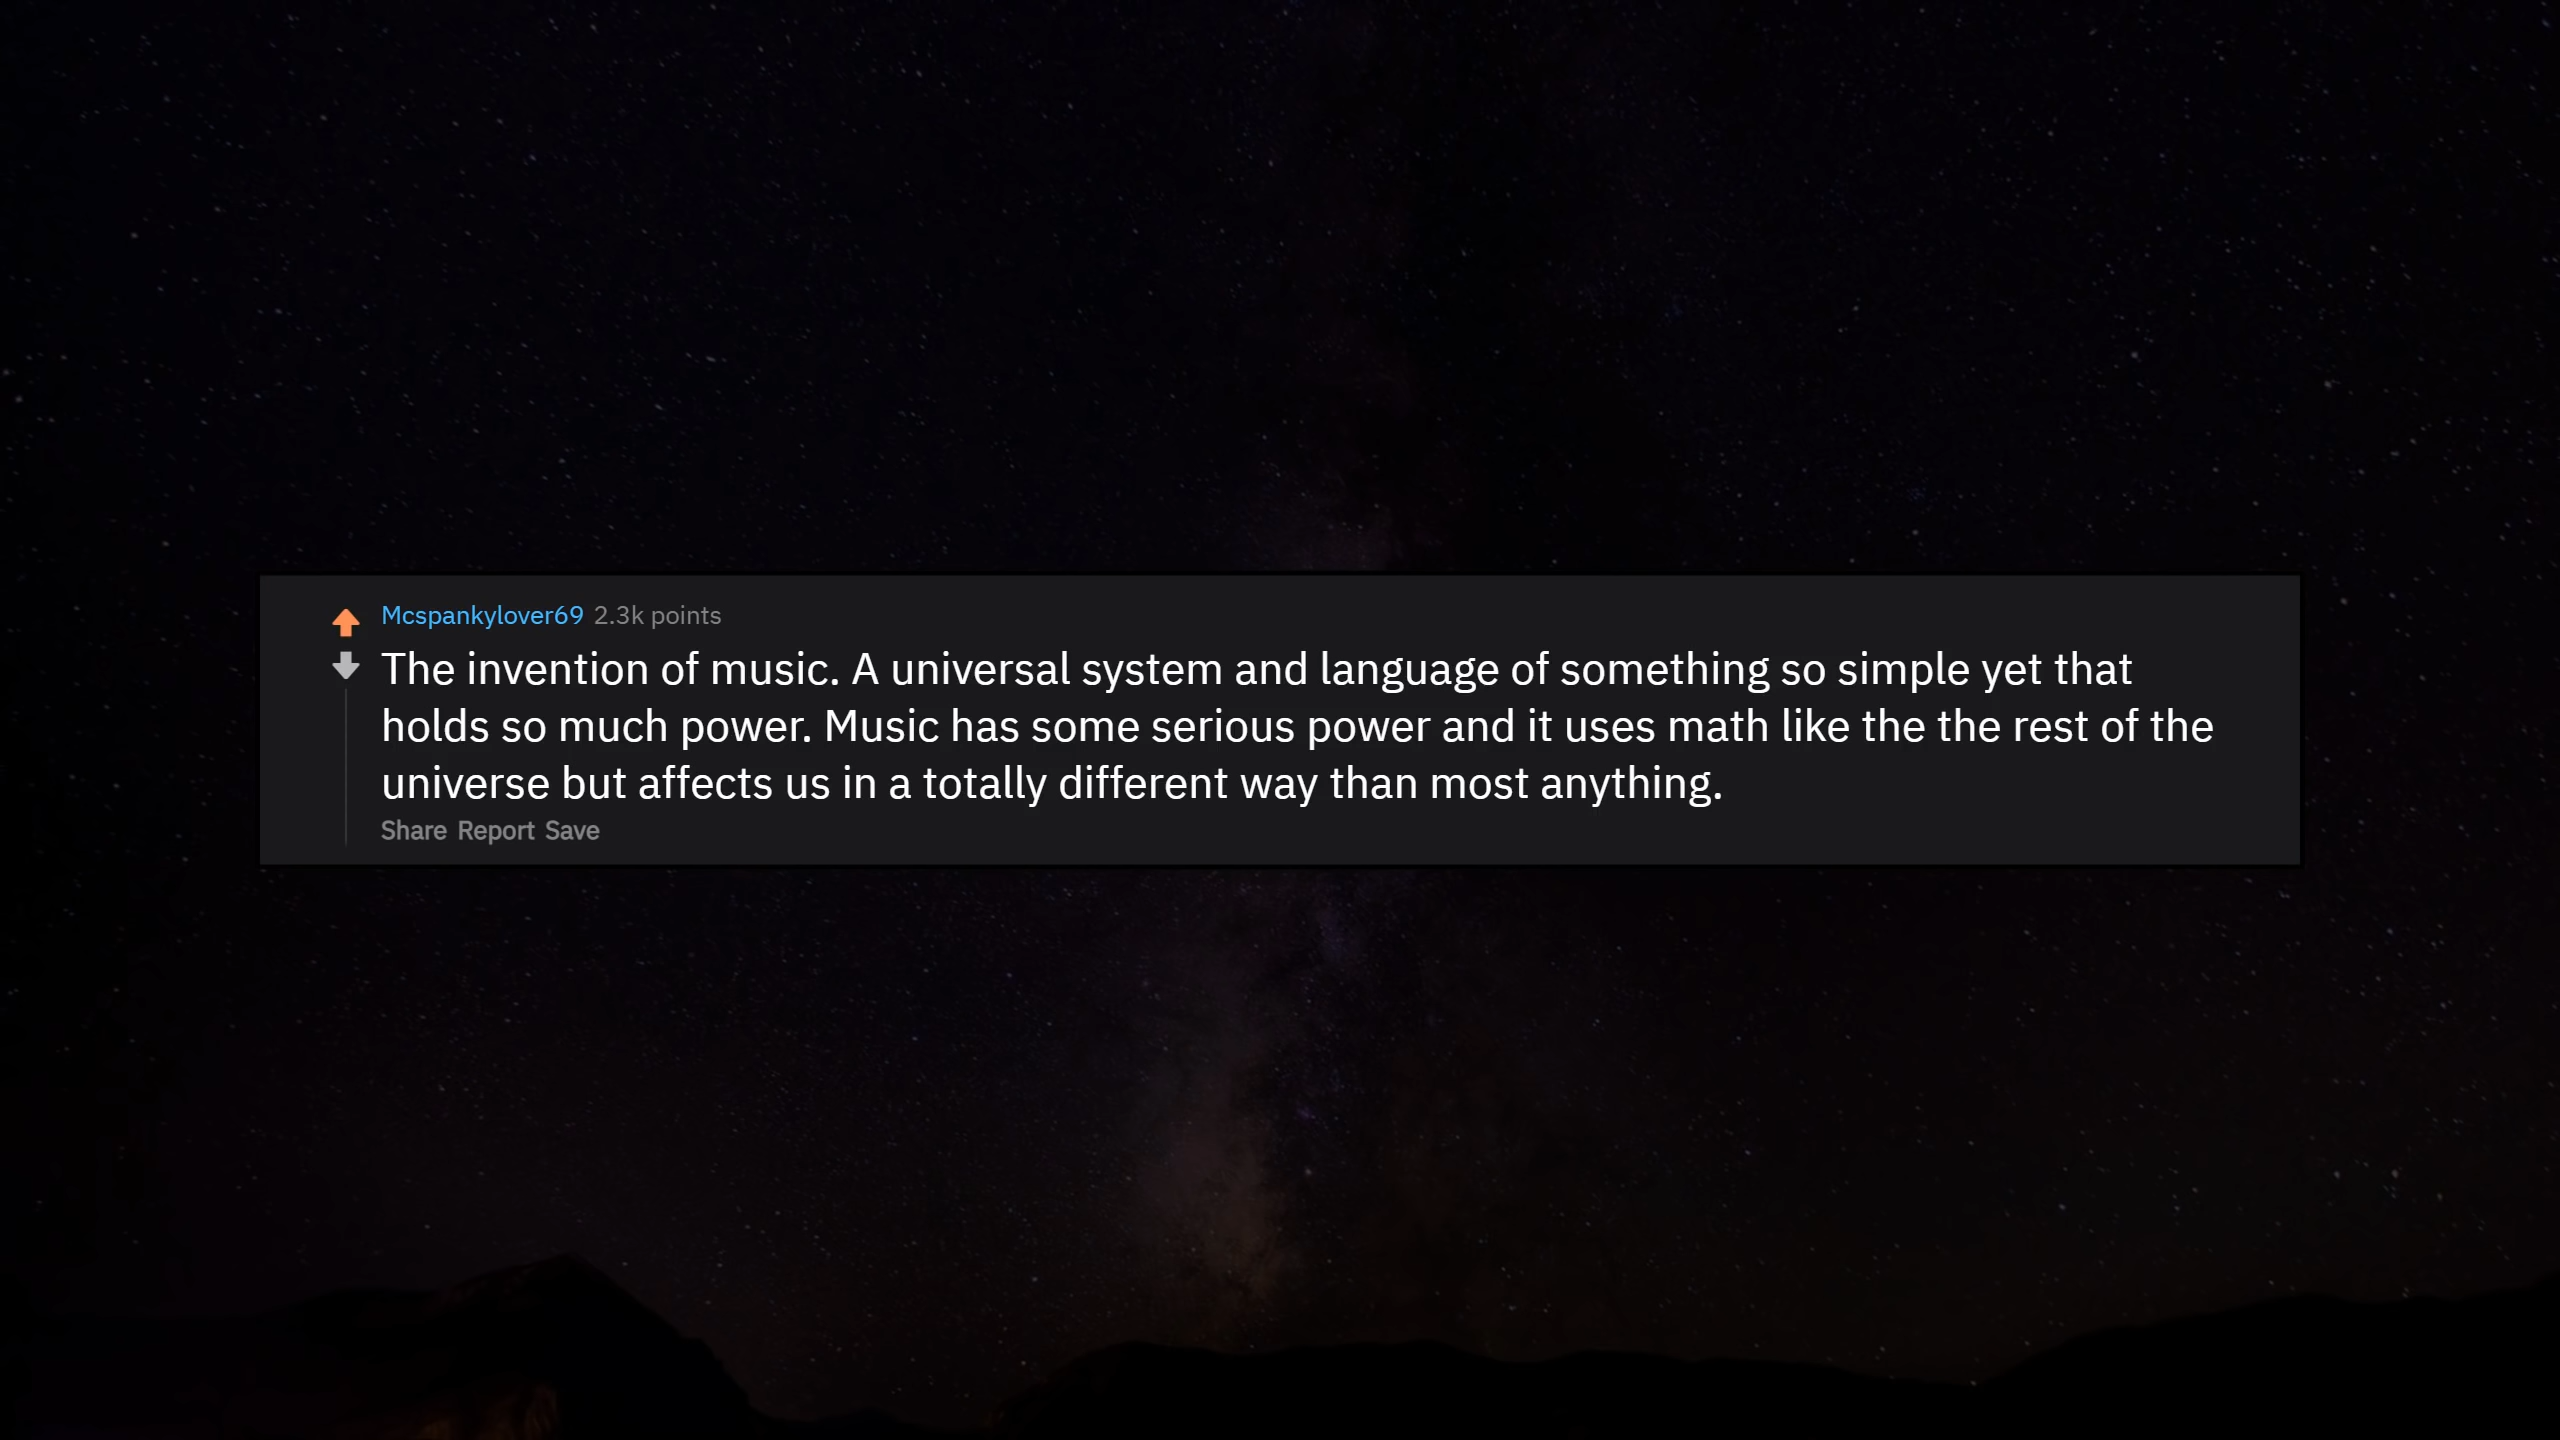 Mcspankylover69 2.3k points
The invention of music. A universal system and language of something so simple yet that
holds so much power. Music has some serious power and it uses math like the the rest of the
universe but affects us in a totally different way than most anything.
Share Report Save